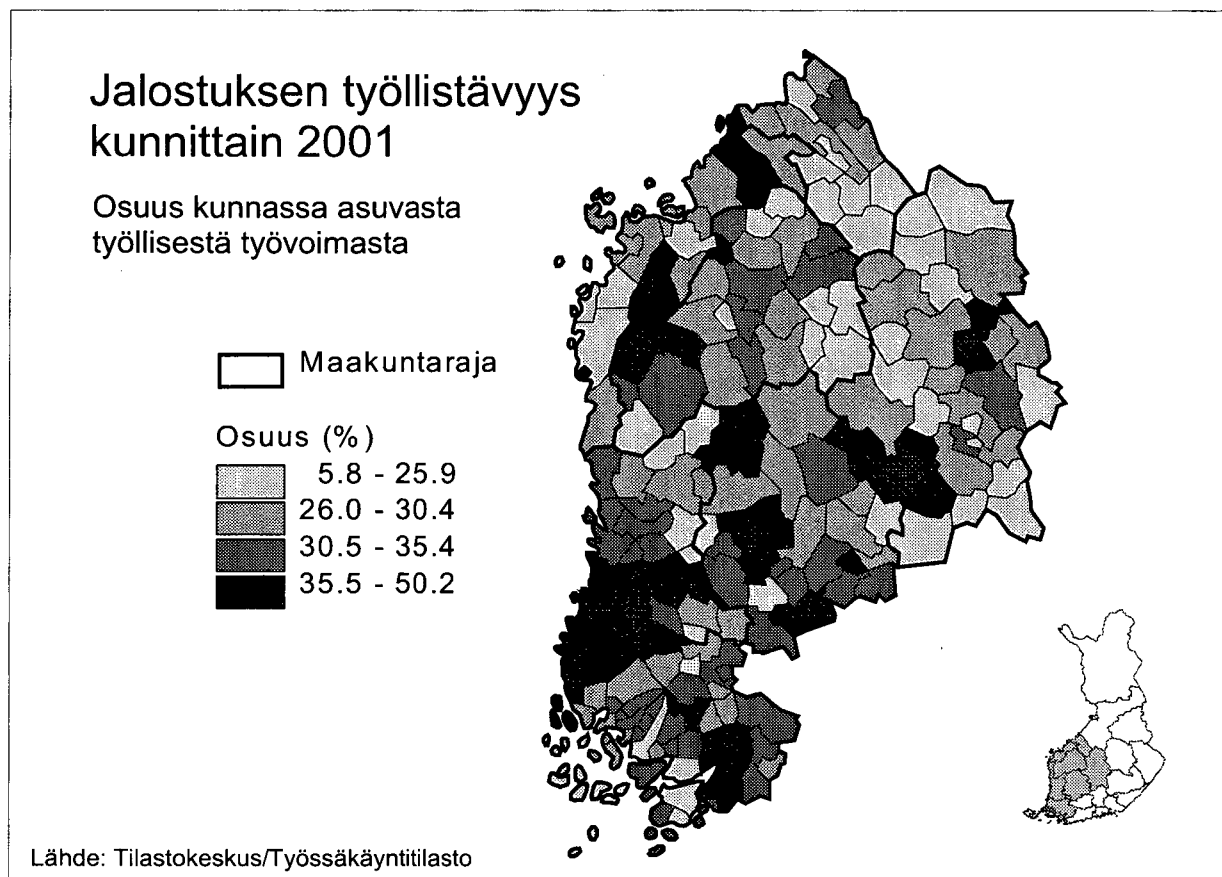 Jalostuksen työllistävyys
kunnittain 2001
Osuus kunnassa asuvasta
työllisestä työvoimasta
Maakuntaraja
Osuus (%)
5.8 - 25.9
26.0 - 30.4
30.5 - 35.4
35.5 - 50.2
Lähde: Tilastokeskus/Työssäkäyntitilasto